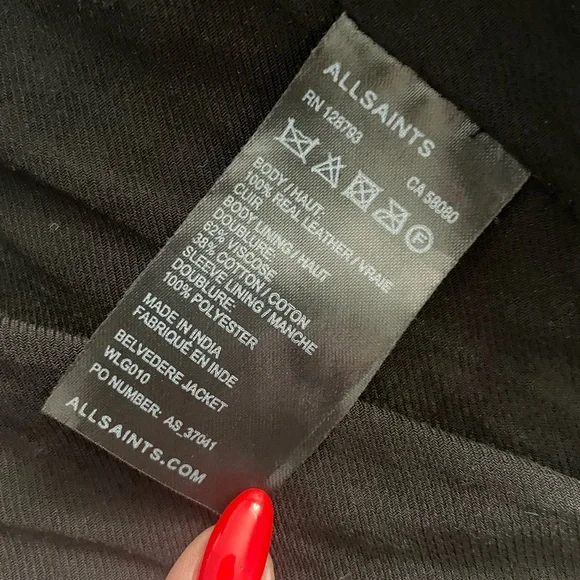 ALLSAINTS
RN 128793 CA 58080
F
BODY / HAUT:
100% REAL LEATHER / VRAIE
CUIR
BODY LINING / HAUT
DOUBLURE:
62% VISCOSE
38% COTTON / COTON
SLEEVE LINING / MANCHE
DOUBLURE:
100% POLYESTER
MADE IN INDIA
FABRIQUÉ EN INDE
BELVEDERE JACKET
WLG010
PO NUMBER: AS_37041
ALLSAINTS.COM